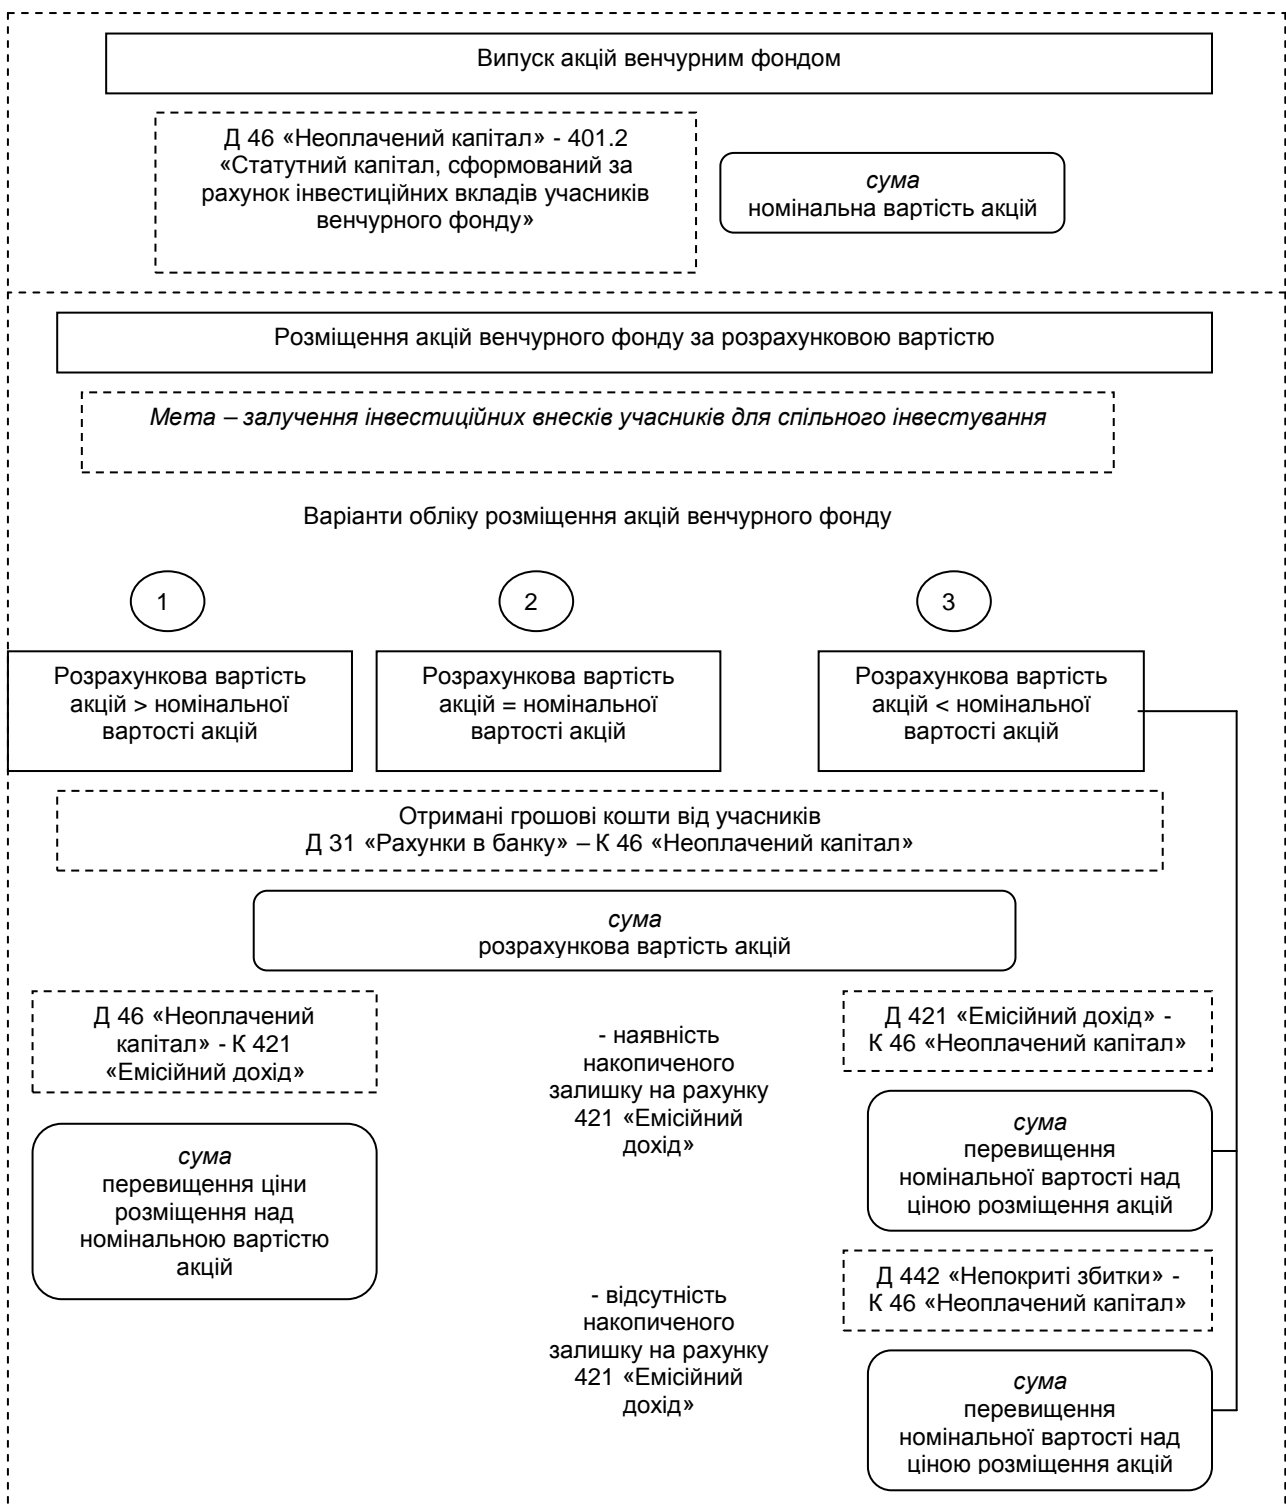 Випуск акцій венчурним фондом
Д 46 «Неоплачений капітал» - 401.2
«Статутний капітал, сформований за
рахунок інвестиційних вкладів учасників
венчурного фонду»
сума
номінальна вартість акцій
Розміщення акцій венчурного фонду за розрахунковою вартістю
Мета – залучення інвестиційних внесків учасників для спільного інвестування
Варіанти обліку розміщення акцій венчурного фонду
1
2
3
Розрахункова вартість
акцій > номінальної
вартості акцій
Розрахункова вартість
акцій = номінальної
вартості акцій
Розрахункова вартість
акцій < номінальної
вартості акцій
Отримані грошові кошти від учасників
Д 31 «Рахунки в банку» – К 46 «Неоплачений капітал»
сума
розрахункова вартість акцій
Д 46 «Неоплачений
капітал» - К 421
«Емісійний дохід»
сума
перевищення ціни
розміщення над
номінальною вартістю
акцій
- наявність
накопиченого
залишку на рахунку
421 «Емісійний
дохід»
Д 421 «Емісійний дохід» -
К 46 «Неоплачений капітал»
сума
перевищення
номінальної вартості над
ціною розміщення акцій
- відсутність
накопиченого
залишку на рахунку
421 «Емісійний
дохід»
Д 442 «Непокриті збитки» -
К 46 «Неоплачений капітал»
сума
перевищення
номінальної вартості над
ціною розміщення акцій